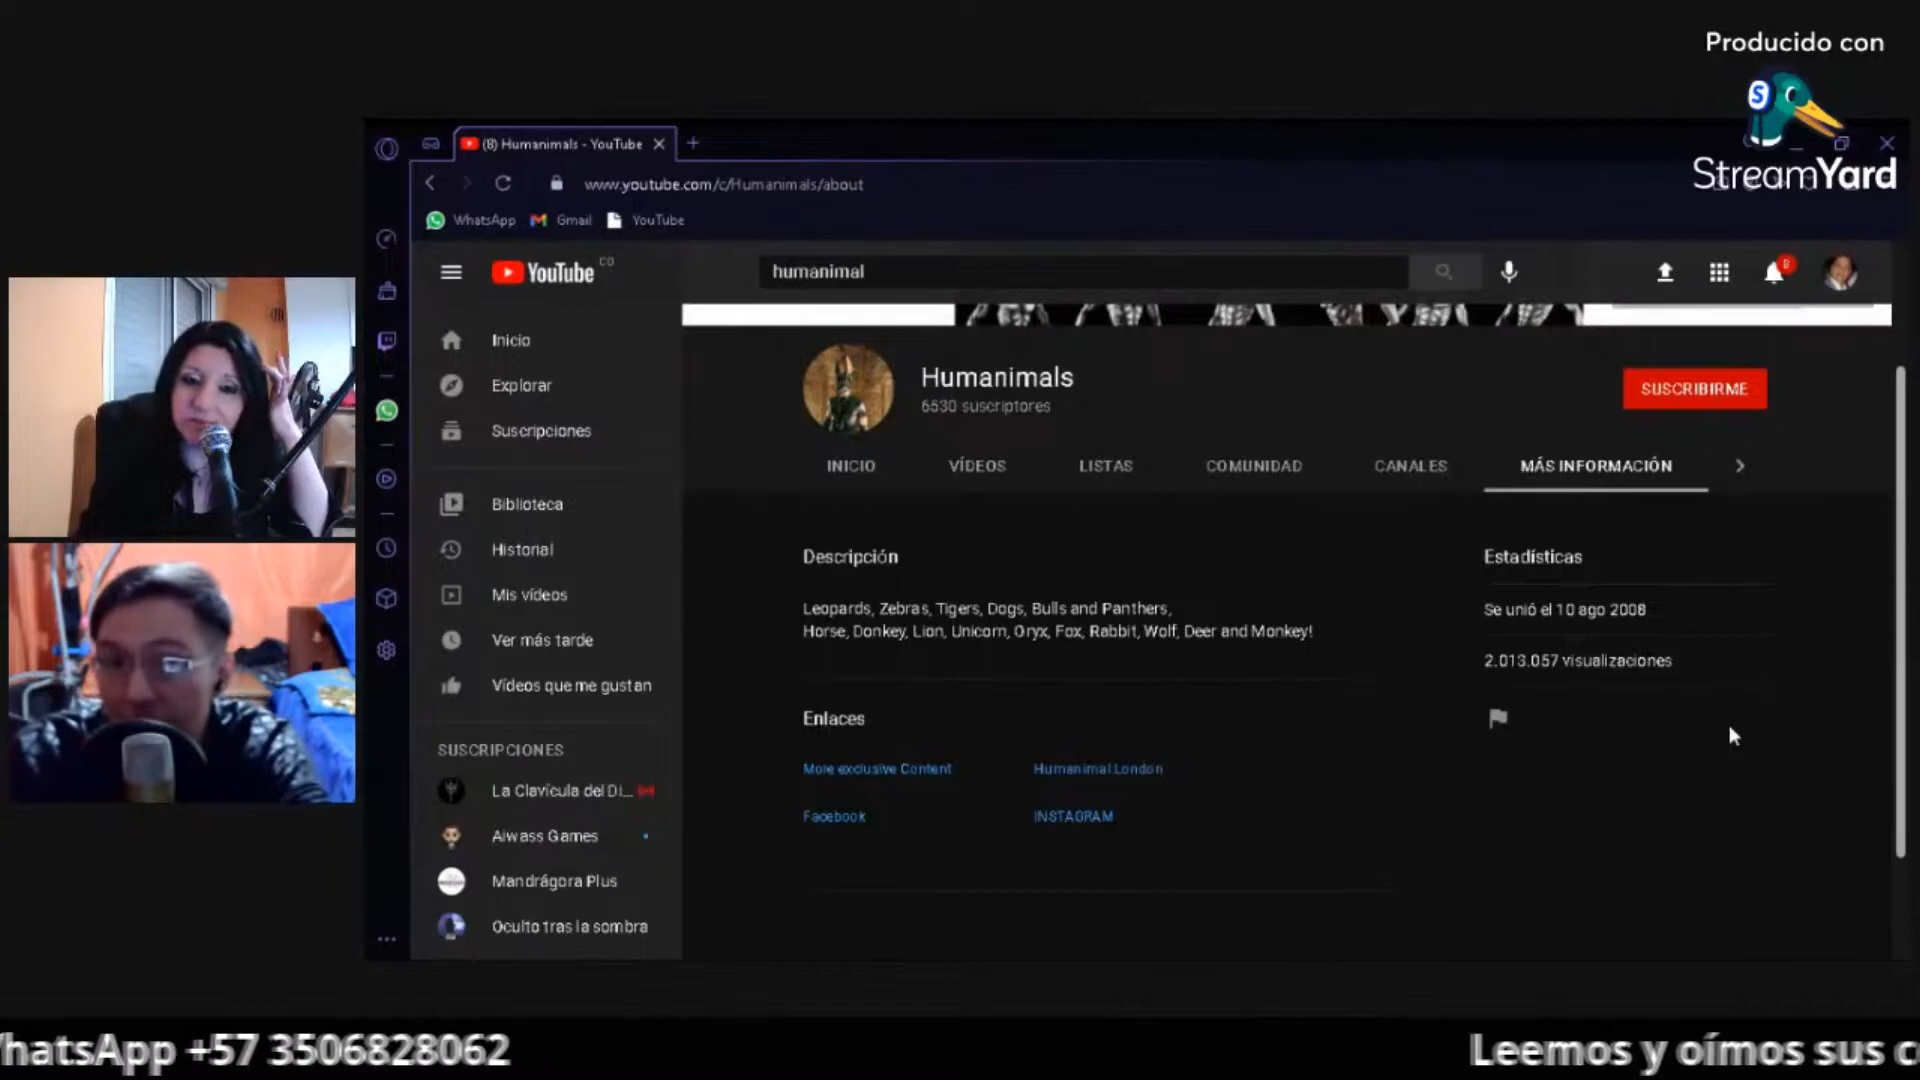 Producido con
StreamYard
(8) Humanimals - YouTube
www.youtube.com/c/Humanimals/about
WhatsApp
Gmail
YouTube
YouTube CO
humanimal
8
Inicio
Explorar
Suscripciones
Biblioteca
Historial
Mis vídeos
Ver más tarde
Vídeos que me gustan
SUSCRIPCIONES
La Clavícula del Di...
Aiwass Games
Mandrágora Plus
Oculto tras la sombra
Humanimals
6530 suscriptores
SUSCRIBIRME
INICIO
VÍDEOS
LISTAS
COMUNIDAD
CANALES
MÁS INFORMACIÓN
Descripción
Leopards, Zebras, Tigers, Dogs, Bulls and Panthers,
Horse, Donkey, Lion, Unicorn, Oryx, Fox, Rabbit, Wolf, Deer and Monkey!
Enlaces
More exclusive Content
Humanimal London
Facebook
INSTAGRAM
Estadísticas
Se unió el 10 ago 2008
2.013.057 visualizaciones
hatsApp +57 3506828062
Leemos y oímos sus c